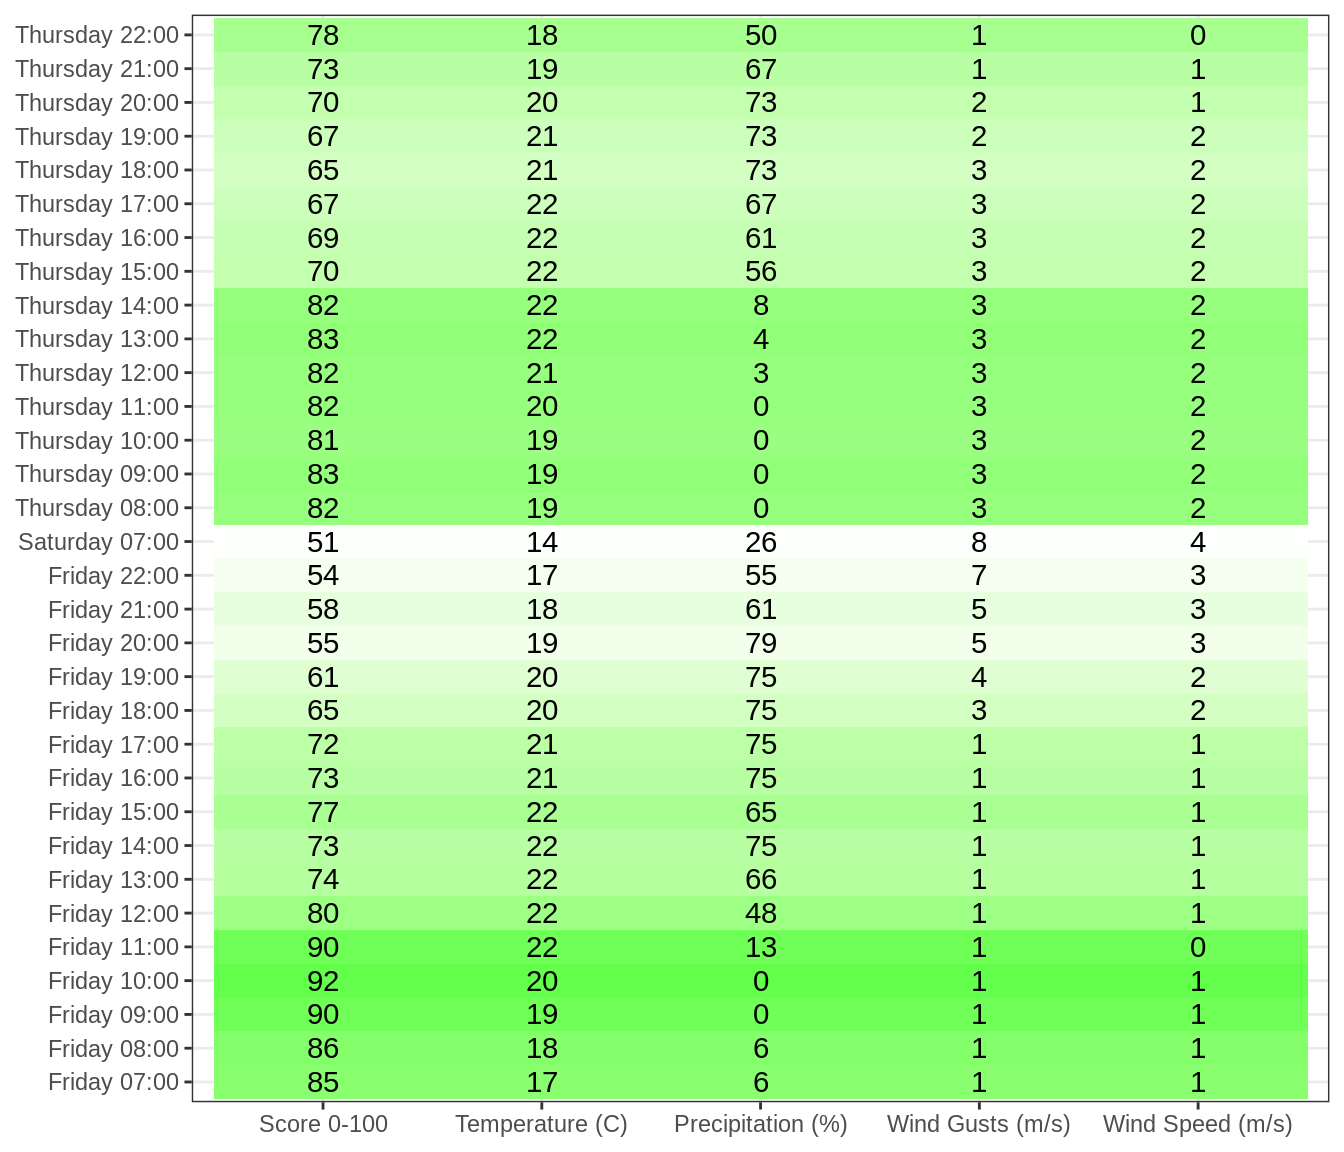 Thursday 22:00 78 18 50 1 0
Thursday 21:00 73 19 67 1 1
Thursday 20:00 70 20 73 2 1
Thursday 19:00 67 21 73 2 2
Thursday 18:00 65 21 73 3 2
Thursday 17:00 67 22 67 3 2
Thursday 16:00 69 22 61 3 2
Thursday 15:00 70 22 56 3 2
Thursday 14:00 82 22 8 3 2
Thursday 13:00 83 22 4 3 2
Thursday 12:00 82 21 3 3 2
Thursday 11:00 82 20 0 3 2
Thursday 10:00 81 19 0 3 2
Thursday 09:00 83 19 0 3 2
Thursday 08:00 82 19 0 3 2
Saturday 07:00 51 14 26 8 4
Friday 22:00 54 17 55 7 3
Friday 21:00 58 18 61 5 3
Friday 20:00 55 19 79 5 3
Friday 19:00 61 20 75 4 2
Friday 18:00 65 20 75 3 2
Friday 17:00 72 21 75 1 1
Friday 16:00 73 21 75 1 1
Friday 15:00 77 22 65 1 1
Friday 14:00 73 22 75 1 1
Friday 13:00 74 22 66 1 1
Friday 12:00 80 22 48 1 1
Friday 11:00 90 22 13 1 0
Friday 10:00 92 20 0 1 1
Friday 09:00 90 19 0 1 1
Friday 08:00 86 18 6 1 1
Friday 07:00 85 17 6 1 1
Score 0-100 Temperature (C) Precipitation (%) Wind Gusts (m/s) Wind Speed (m/s)